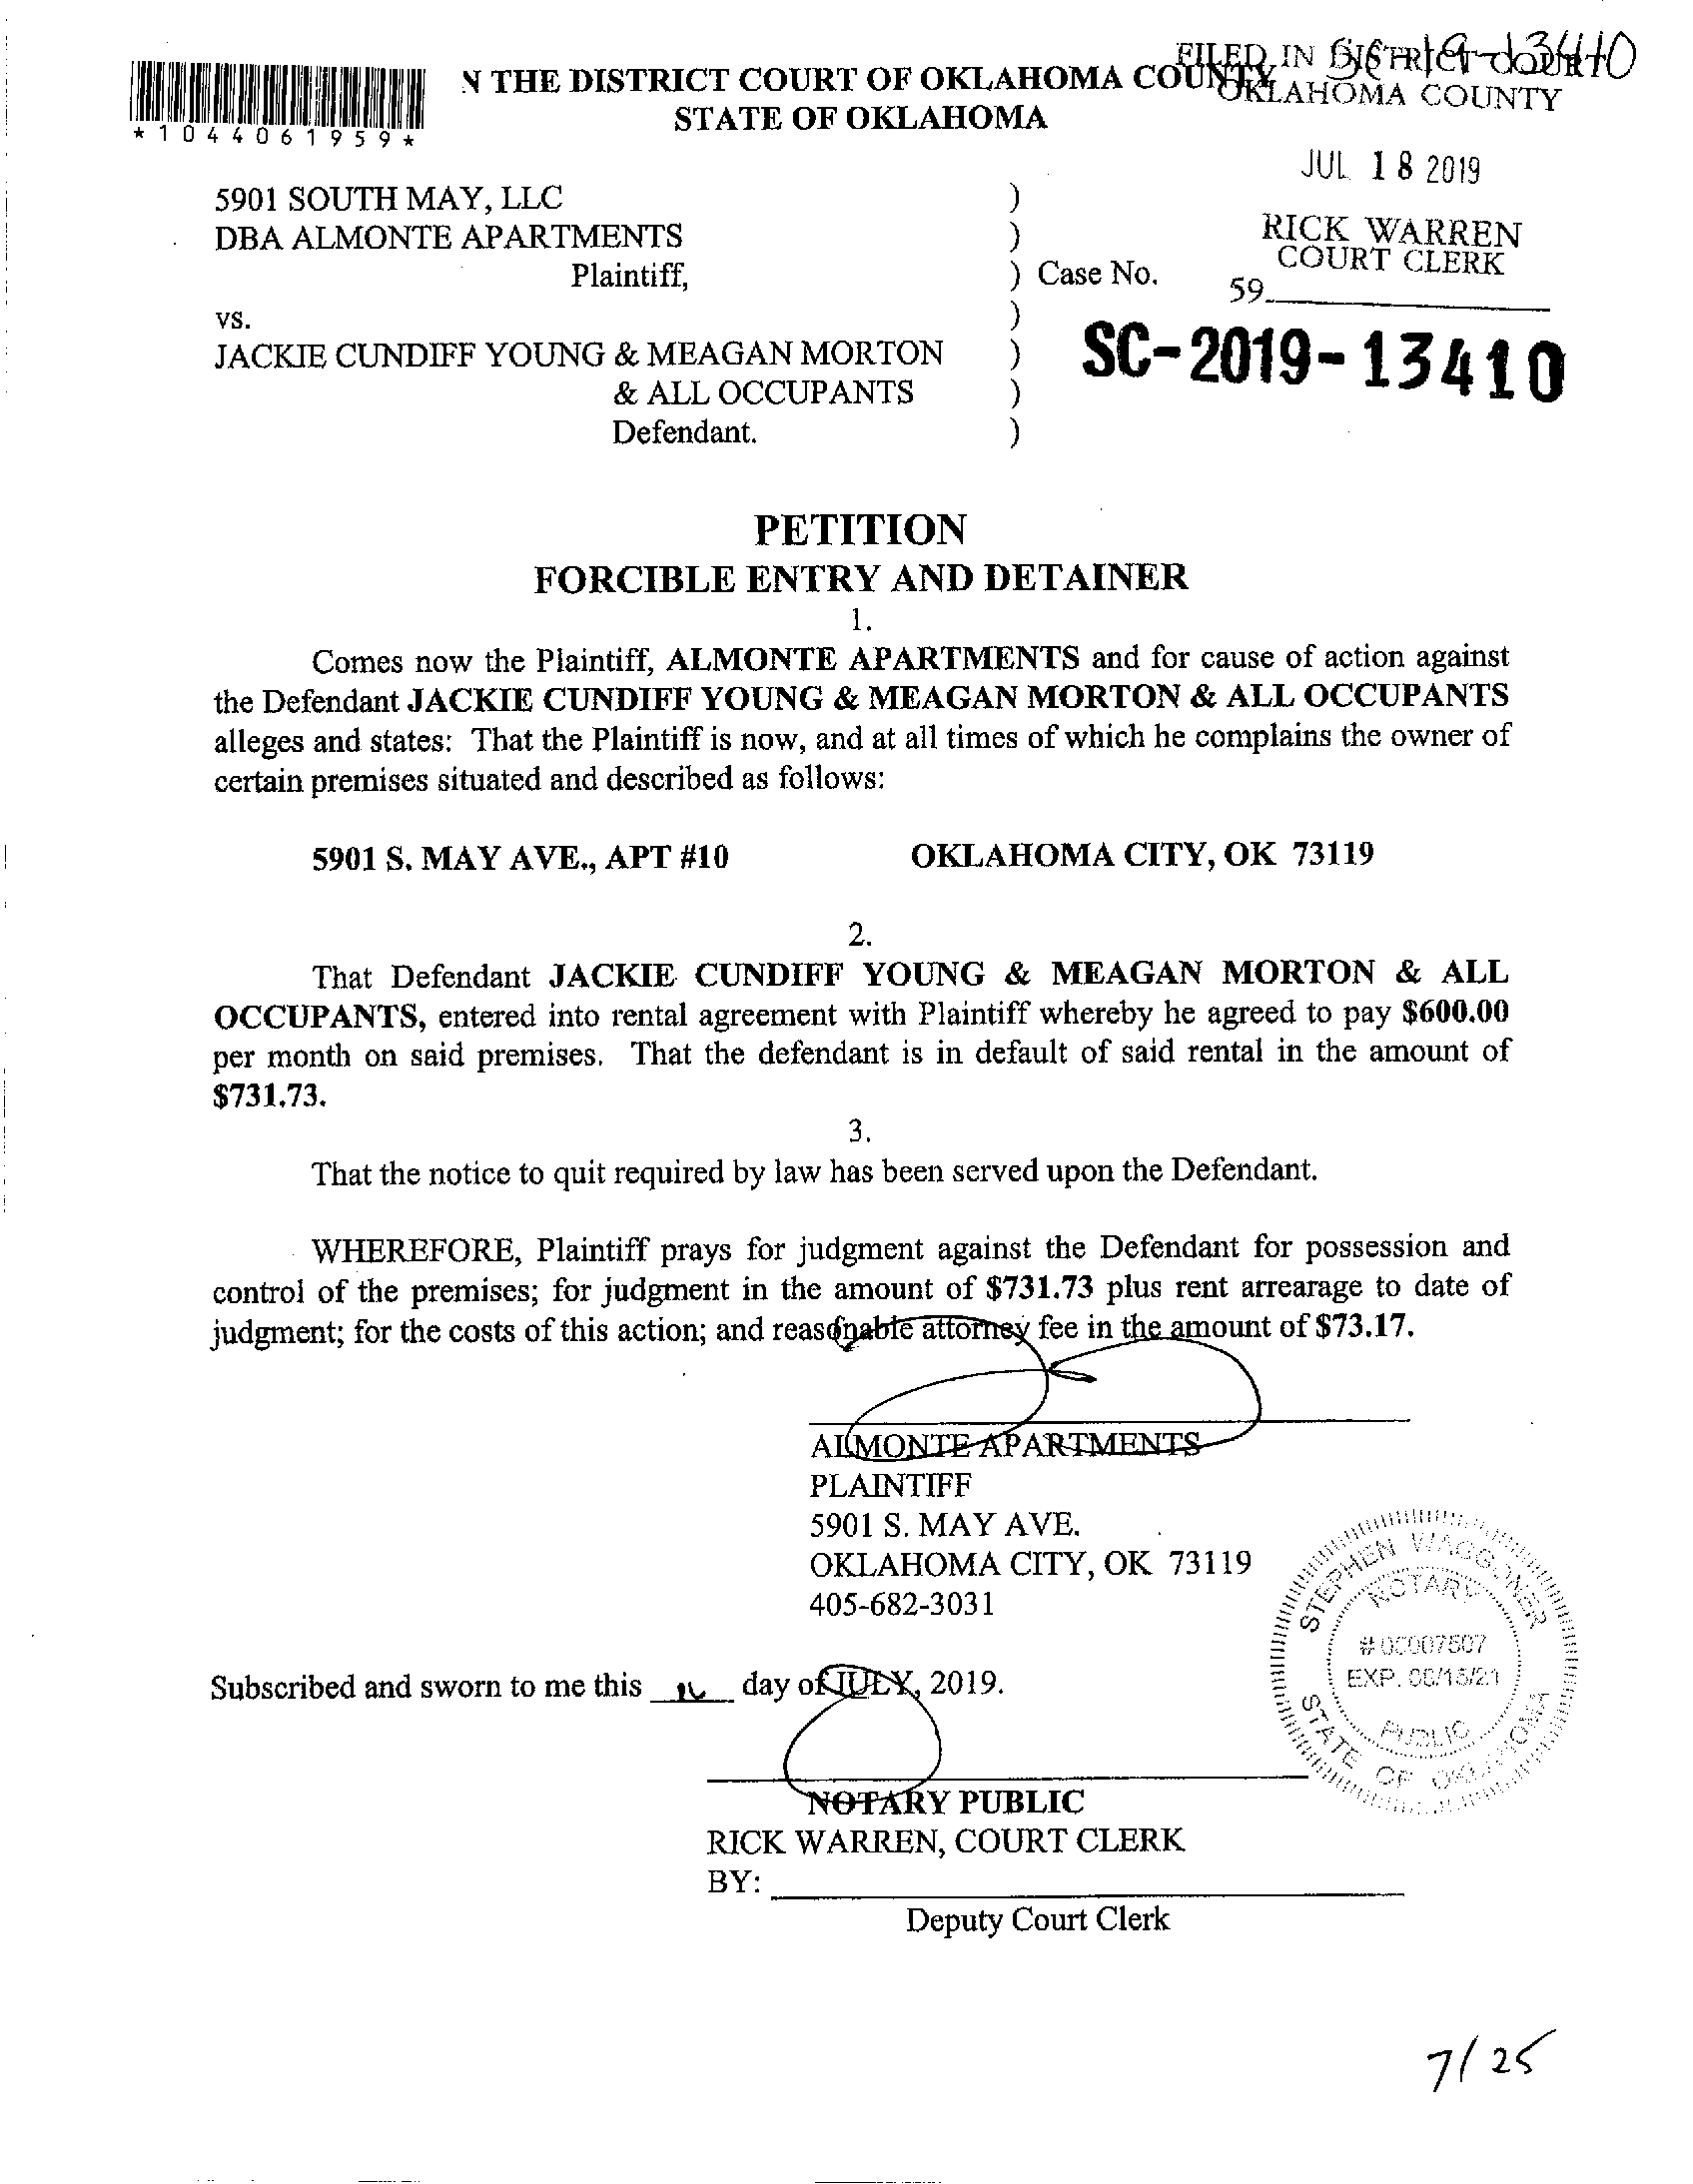 SC-19-13410
FILED IN DISTRICT COURT
OKLAHOMA COUNTY
N THE DISTRICT COURT OF OKLAHOMA COUNTY
STATE OF OKLAHOMA
*1044061959*
JUL 18 2019
RICK WARREN
COURT CLERK
59
5901 SOUTH MAY, LLC )
DBA ALMONTE APARTMENTS )
Plaintiff, ) Case No.
vs. )
JACKIE CUNDIFF YOUNG & MEAGAN MORTON ) SC-2019-13410
& ALL OCCUPANTS )
Defendant. )
PETITION
FORCIBLE ENTRY AND DETAINER
1.
Comes now the Plaintiff, ALMONTE APARTMENTS and for cause of action against
the Defendant JACKIE CUNDIFF YOUNG & MEAGAN MORTON & ALL OCCUPANTS
alleges and states: That the Plaintiff is now, and at all times of which he complains the owner of
certain premises situated and described as follows:
5901 S. MAY AVE., APT #10 OKLAHOMA CITY, OK 73119
2.
That Defendant JACKIE CUNDIFF YOUNG & MEAGAN MORTON & ALL
OCCUPANTS, entered into rental agreement with Plaintiff whereby he agreed to pay $600.00
per month on said premises. That the defendant is in default of said rental in the amount of
$731.73.
3.
That the notice to quit required by law has been served upon the Defendant.
WHEREFORE, Plaintiff prays for judgment against the Defendant for possession and
control of the premises; for judgment in the amount of $731.73 plus rent arrearage to date of
judgment; for the costs of this action; and reasonable attorney fee in the amount of $73.17.
ALMONTE APARTMENTS
PLAINTIFF
5901 S. MAY AVE.
OKLAHOMA CITY, OK 73119
405-682-3031
STEPHEN WAGGONER
NOTARY
PUBLIC
STATE OF OKLAHOMA
Subscribed and sworn to me this day of JULY, 2019.
NOTARY PUBLIC
RICK WARREN, COURT CLERK
BY:
Deputy Court Clerk
7/25